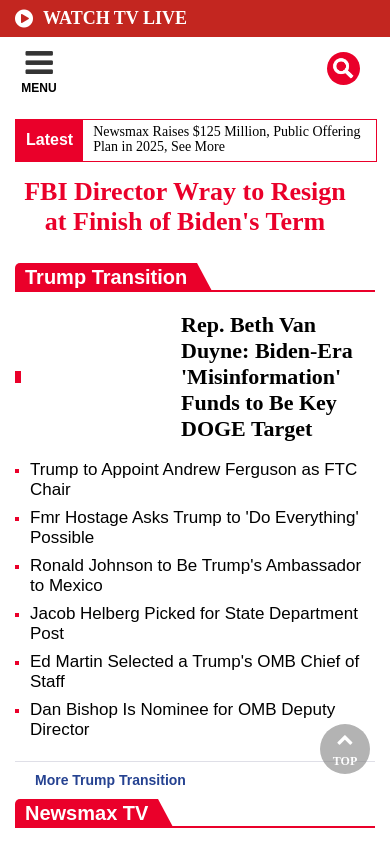 WATCH TV LIVE
MENU
Latest
Newsmax Raises $125 Million, Public Offering
Plan in 2025, See More
FBI Director Wray to Resign
at Finish of Biden's Term
Trump Transition
Rep. Beth Van
Duyne: Biden-Era
'Misinformation'
Funds to Be Key
DOGE Target
Trump to Appoint Andrew Ferguson as FTC
Chair
Fmr Hostage Asks Trump to 'Do Everything'
Possible
Ronald Johnson to Be Trump's Ambassador
to Mexico
Jacob Helberg Picked for State Department
Post
Ed Martin Selected a Trump's OMB Chief of
Staff
Dan Bishop Is Nominee for OMB Deputy
Director
TOP
More Trump Transition
Newsmax TV